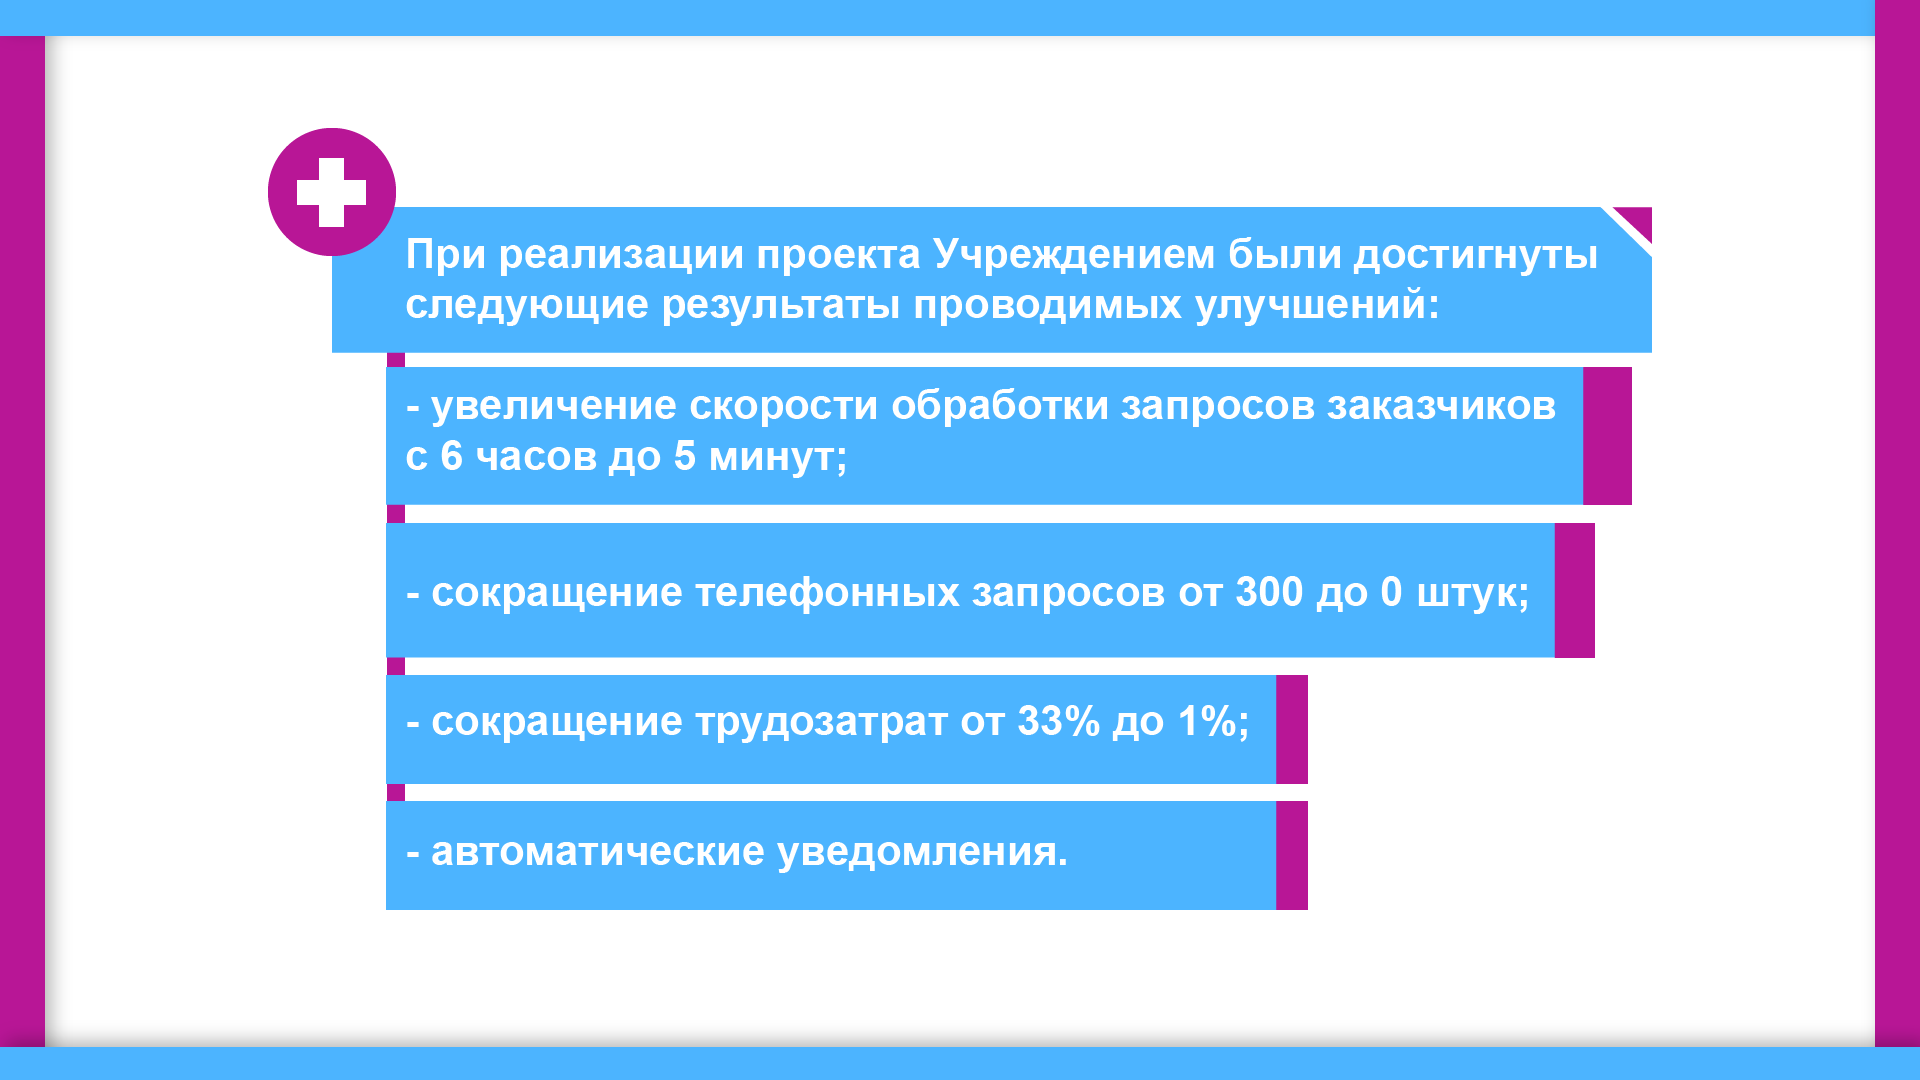 При реализации проекта Учреждением были достигнуты
следующие результаты проводимых улучшений:
- увеличение скорости обработки запросов заказчиков
с 6 часов до 5 минут;
- сокращение телефонных запросов от 300 до 0 штук;
- сокращение трудозатрат от 33% до 1%;
- автоматические уведомления.